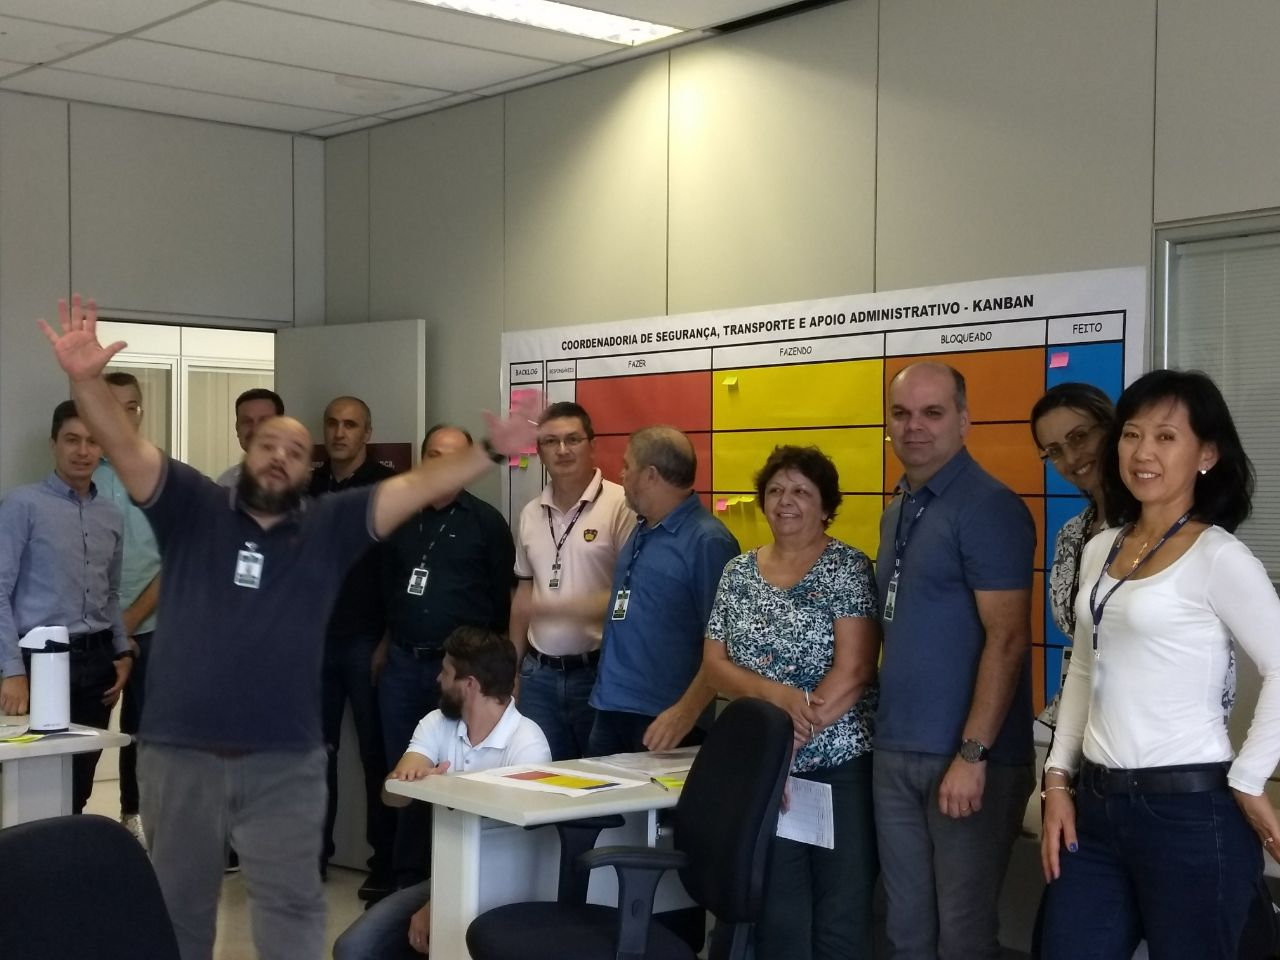 COORDENADORIA DE SEGURANÇA, TRANSPORTE E APOIO ADMINISTRATIVO - KANBAN
BACKLOG RESPONSÁVEIS FAZER FAZENDO BLOQUEADO FEITO